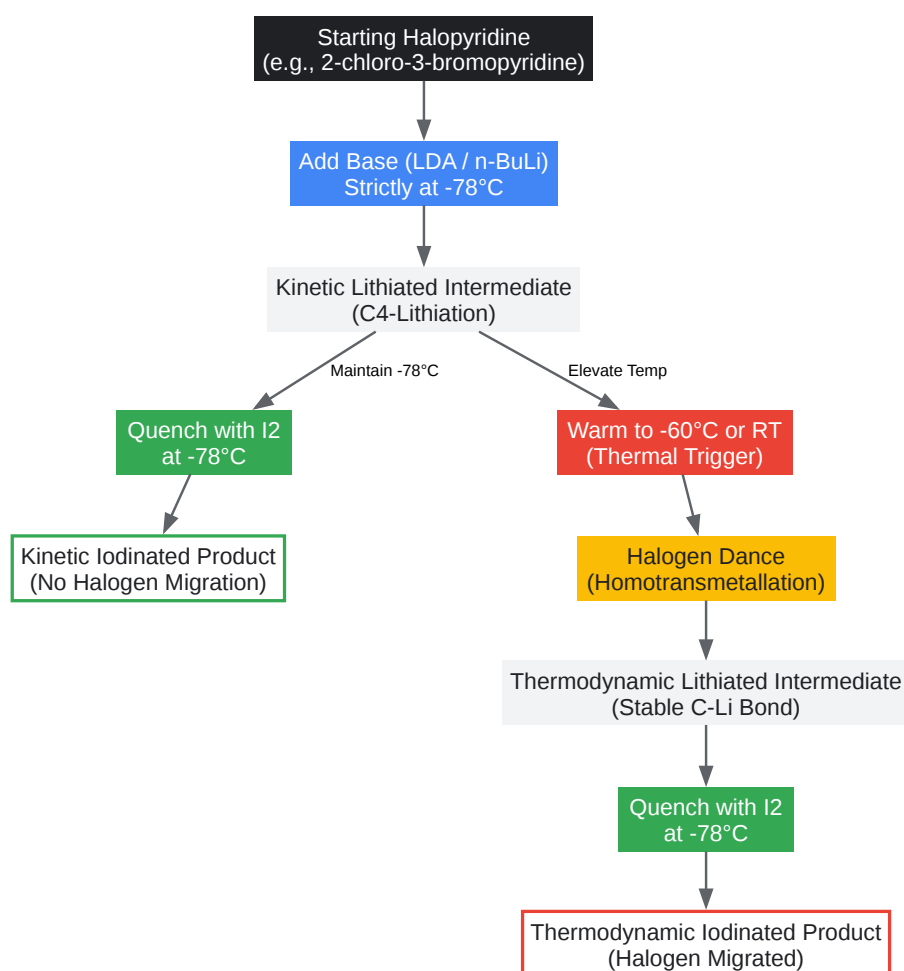 Starting Halopyridine
(e.g., 2-chloro-3-bromopyridine)
Add Base (LDA / n-BuLi)
Strictly at -78°C
Kinetic Lithiated Intermediate
(C4-Lithiation)
Maintain -78°C
Elevate Temp
Quench with I2
at -78°C
Warm to -60°C or RT
(Thermal Trigger)
Kinetic Iodinated Product
(No Halogen Migration)
Halogen Dance
(Homotransmetallation)
Thermodynamic Lithiated Intermediate
(Stable C-Li Bond)
Quench with I2
at -78°C
Thermodynamic Iodinated Product
(Halogen Migrated)